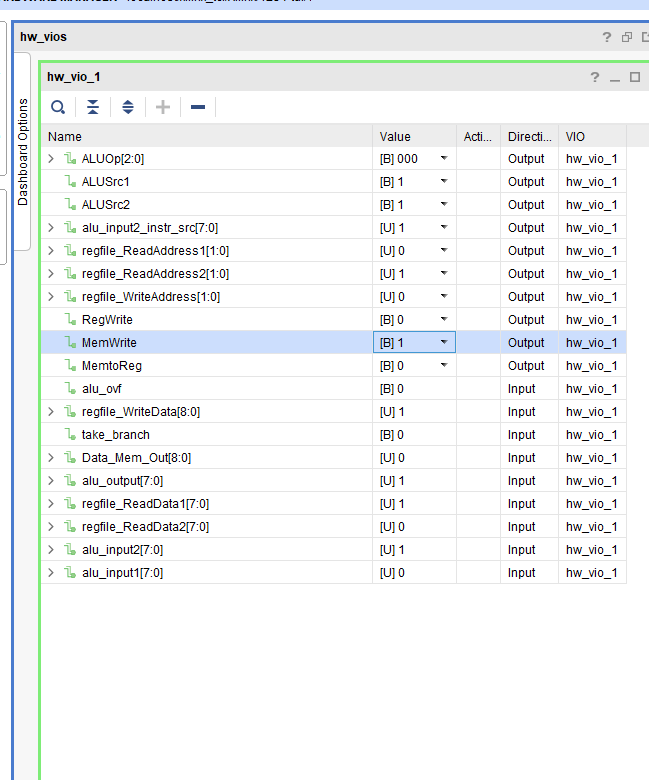 hw_vios
Dashboard Options
hw_vio_1
Name Value Acti... Directi... VIO
ALUOp[2:0] [B] 000 Output hw_vio_1
ALUSrc1 [B] 1 Output hw_vio_1
ALUSrc2 [B] 1 Output hw_vio_1
alu_input2_instr_src[7:0] [U] 1 Output hw_vio_1
regfile_ReadAddress1[1:0] [U] 0 Output hw_vio_1
regfile_ReadAddress2[1:0] [U] 1 Output hw_vio_1
regfile_WriteAddress[1:0] [U] 0 Output hw_vio_1
RegWrite [B] 0 Output hw_vio_1
MemWrite [B] 1 Output hw_vio_1
MemtoReg [B] 0 Output hw_vio_1
alu_ovf [B] 0 Input hw_vio_1
regfile_WriteData[8:0] [U] 1 Input hw_vio_1
take_branch [B] 0 Input hw_vio_1
Data_Mem_Out[8:0] [U] 0 Input hw_vio_1
alu_output[7:0] [U] 1 Input hw_vio_1
regfile_ReadData1[7:0] [U] 1 Input hw_vio_1
regfile_ReadData2[7:0] [U] 0 Input hw_vio_1
alu_input2[7:0] [U] 1 Input hw_vio_1
alu_input1[7:0] [U] 0 Input hw_vio_1